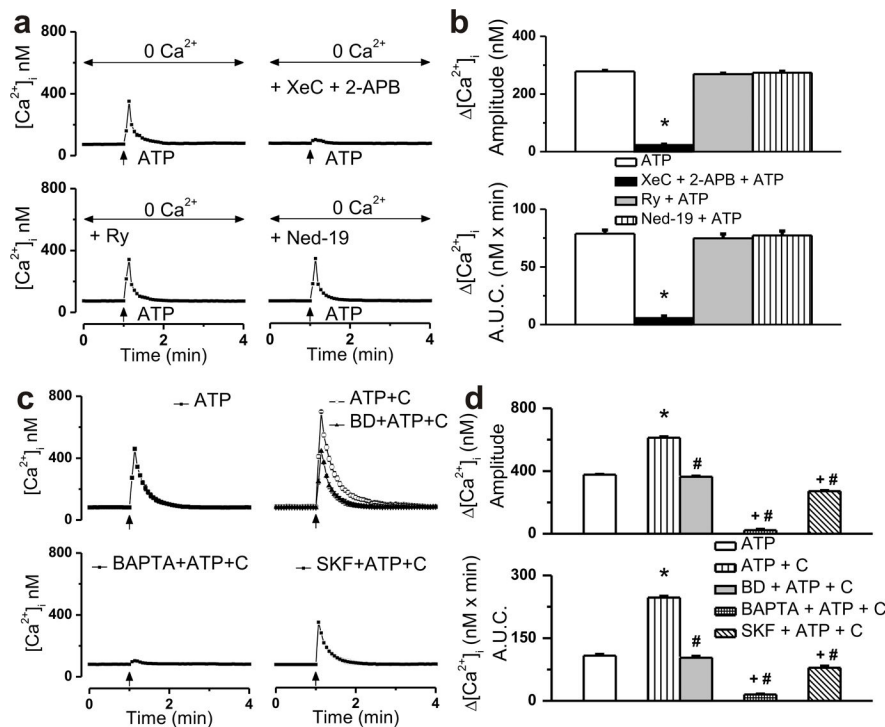 a
[Ca²⁺]ᵢ nM
800
400
0
0 Ca²⁺
ATP
0 Ca²⁺
+ XeC + 2-APB
ATP
[Ca²⁺]ᵢ nM
800
400
0
0 Ca²⁺
+ Ry
ATP
0 Ca²⁺
+ Ned-19
ATP
0 2 4
Time (min)
0 2 4
Time (min)
b
Δ[Ca²⁺]ᵢ
Amplitude (nM)
400
200
0
*
ATP
XeC + 2-APB + ATP
Ry + ATP
Ned-19 + ATP
Δ[Ca²⁺]ᵢ
A.U.C. (nM x min)
100
75
50
25
0
*
c
[Ca²⁺]ᵢ nM
800
400
0
ATP
ATP+C
BD+ATP+C
[Ca²⁺]ᵢ nM
800
400
0
BAPTA+ATP+C
SKF+ATP+C
0 2 4
Time (min)
0 2 4
Time (min)
d
Δ[Ca²⁺]ᵢ (nM)
Amplitude
800
400
0
*
#
+ #
+ #
ATP
ATP + C
BD + ATP + C
BAPTA + ATP + C
SKF + ATP + C
Δ[Ca²⁺]ᵢ (nM x min)
A.U.C.
300
150
0
*
#
+ #
+ #